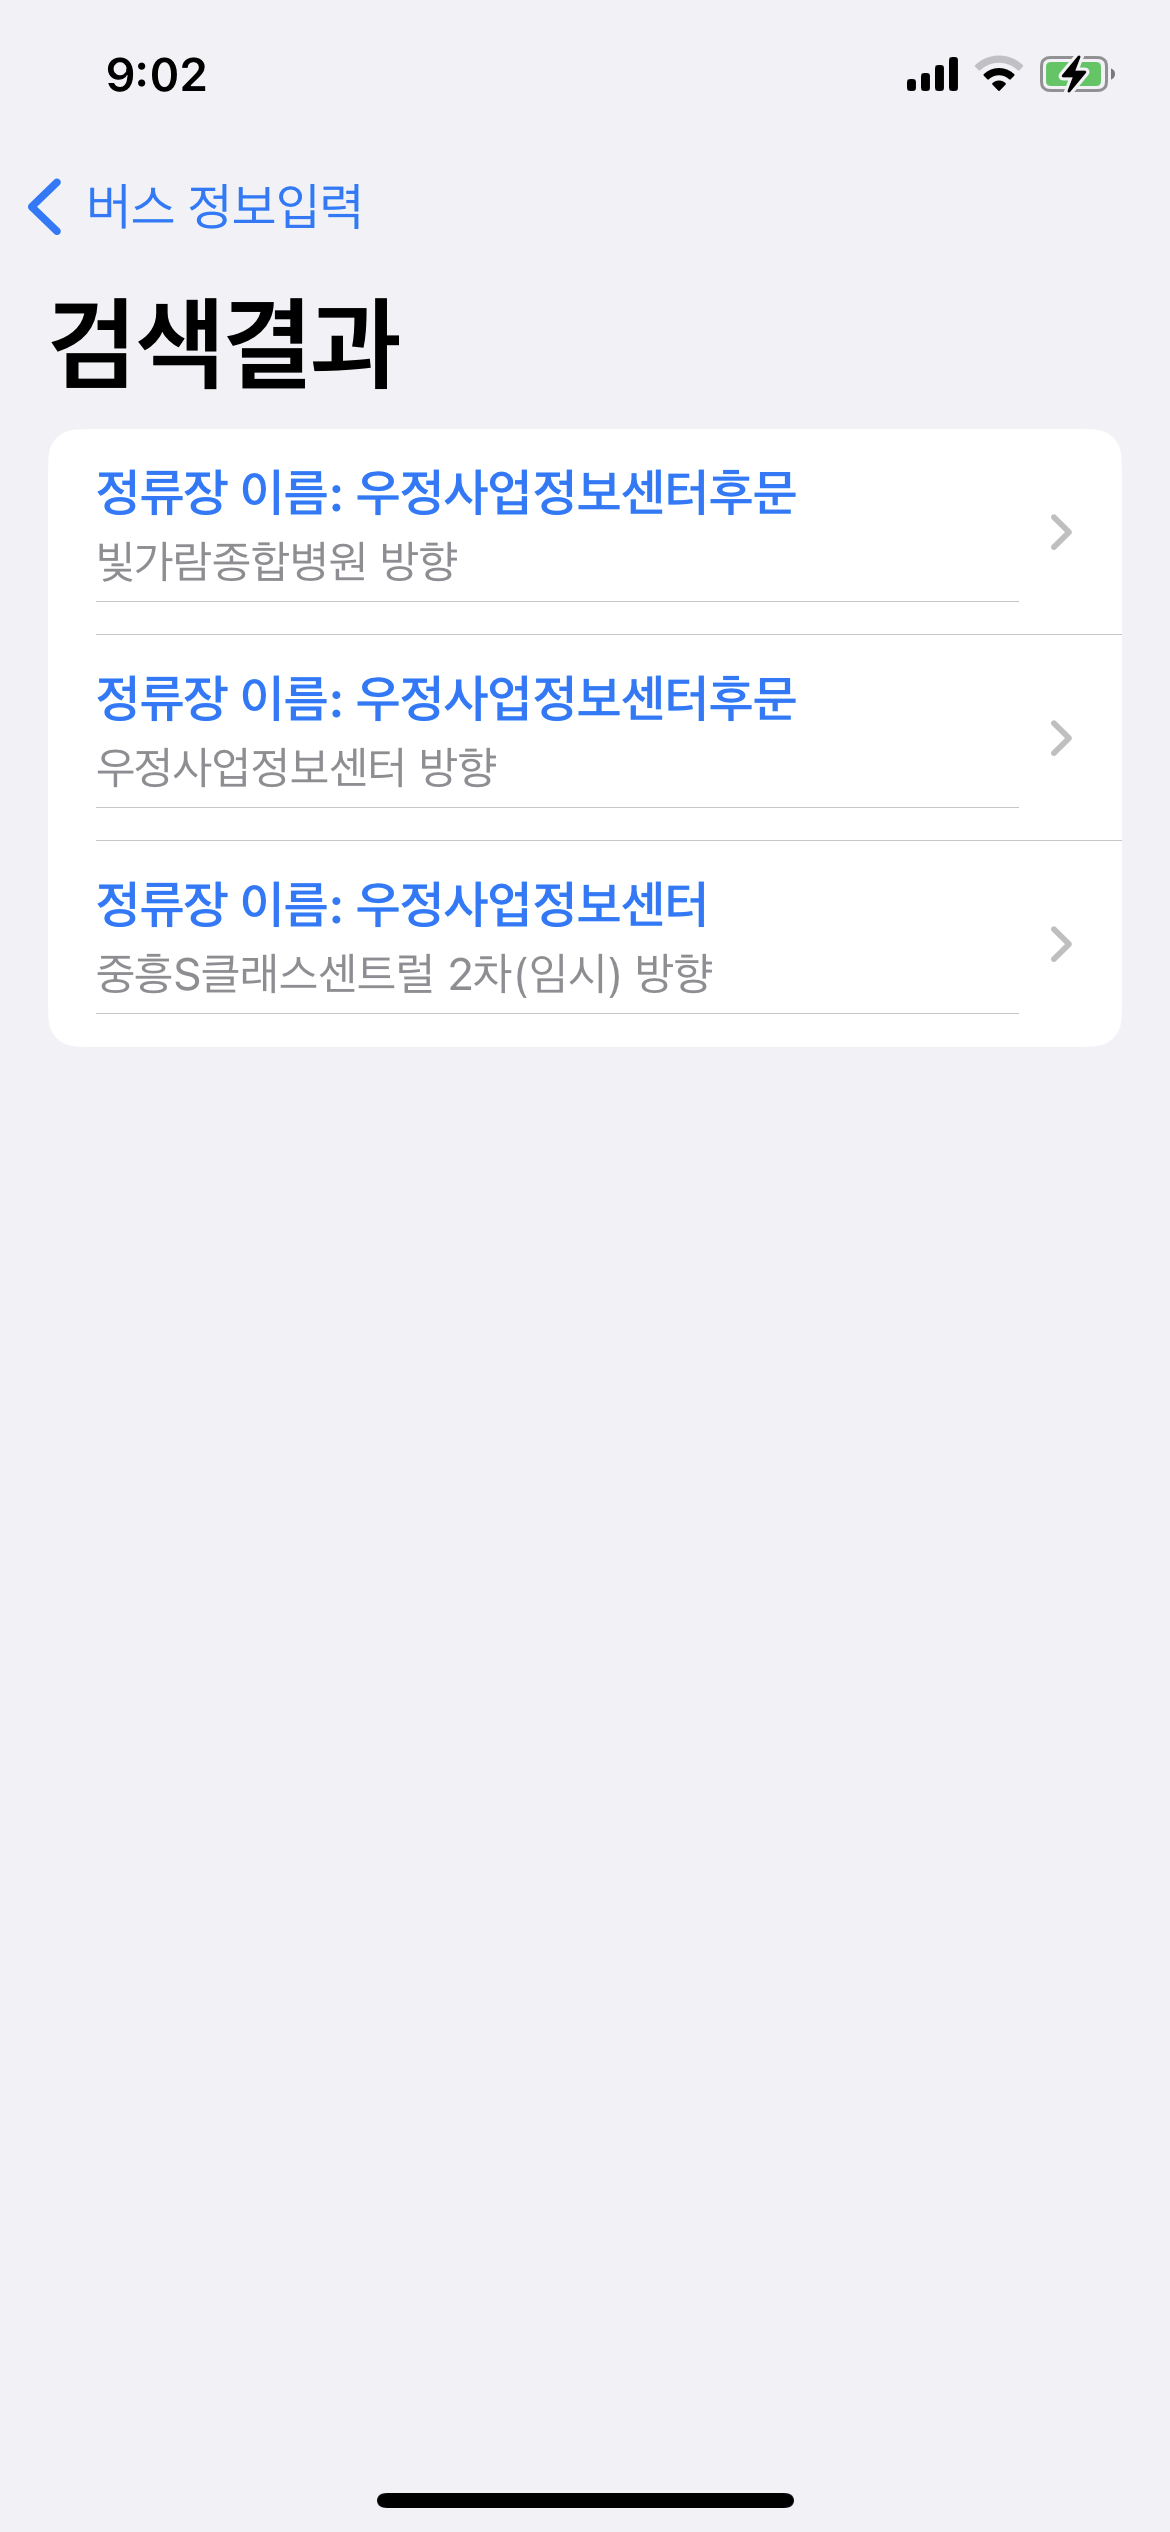 9:02
버스 정보입력
검색결과
정류장 이름: 우정사업정보센터후문
빛가람종합병원 방향
정류장 이름: 우정사업정보센터후문
우정사업정보센터 방향
정류장 이름: 우정사업정보센터
중흥S클래스센트럴 2차(임시) 방향